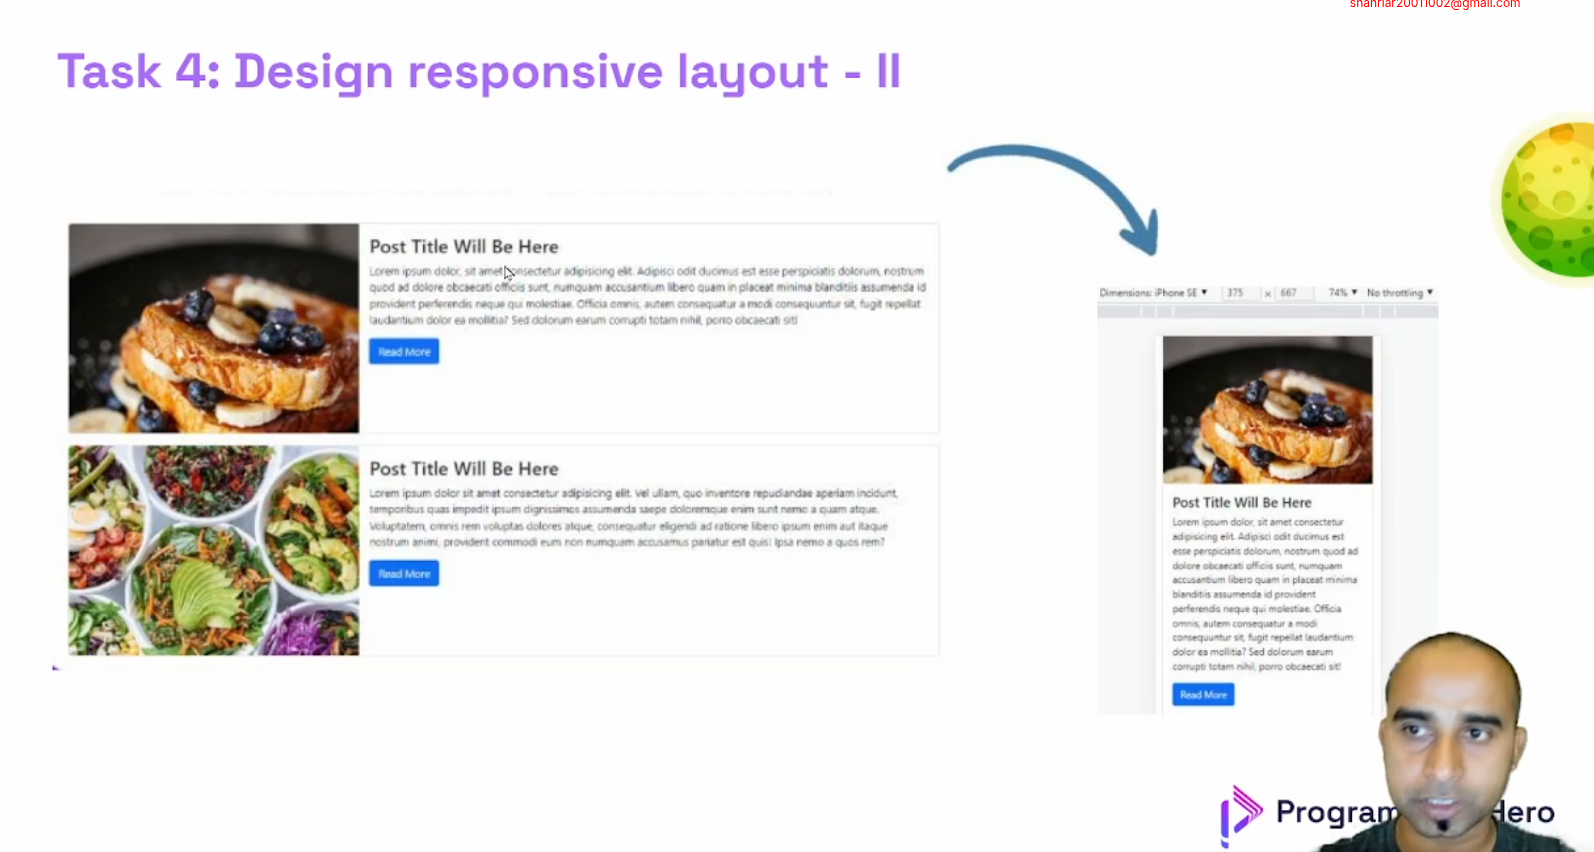 shahriar20011002@gmail.com
Task 4: Design responsive layout - II
Post Title Will Be Here
Lorem ipsum dolor, sit amet consectetur adipisicing elit. Adipisci odit ducimus est esse perspiciatis dolorum, nostrum
quod ad dolore obcaecati officiis sunt, numquam accusantium libero quam in placeat minima blanditiis assumenda id
provident perferendis neque qui molestiae. Officia omnis, autem consequatur a modi consequuntur sit, fugit repellat
laudantium dolor ea mollitia? Sed dolorum earum corrupti totam nihil, porro obcaecati sit!
Read More
Post Title Will Be Here
Lorem ipsum dolor sit amet consectetur adipisicing elit. Vel ullam, quo inventore repudiandae aperiam incidunt,
temporibus quas impedit ipsum dignissimos assumenda saepe doloremque enim sunt nemo a quam atque.
Voluptatem, omnis rem voluptas dolores atque, consequatur eligendi ad ratione libero ipsum enim aut itaque
nostrum animi, provident commodi eum non numquam accusamus pariatur est quis! Ipsa nemo a quos rem?
Read More
Dimensions: iPhone SE ▼ 375 x 667 74% ▼ No throttling ▼
Post Title Will Be Here
Lorem ipsum dolor, sit amet consectetur
adipisicing elit. Adipisci odit ducimus est
esse perspiciatis dolorum, nostrum quod ad
dolore obcaecati officiis sunt, numquam
accusantium libero quam in placeat minima
blanditiis assumenda id provident
perferendis neque qui molestiae. Officia
omnis, autem consequatur a modi
consequuntur sit, fugit repellat laudantium
dolor ea mollitia? Sed dolorum earum
corrupti totam nihil, porro obcaecati sit!
Read More
Program Hero